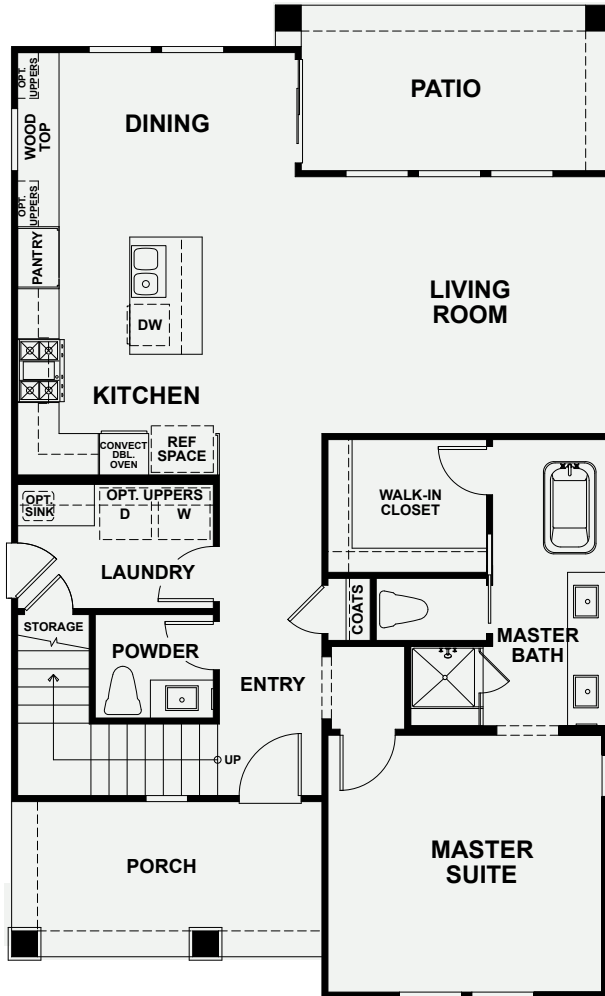 PATIO
OPT.
UPPERS
DINING
WOOD
TOP
OPT.
UPPERS
PANTRY
LIVING
ROOM
DW
KITCHEN
CONVECT
DBL.
OVEN
REF
SPACE
OPT.
SINK
OPT. UPPERS
D
W
WALK-IN
CLOSET
LAUNDRY
COATS
STORAGE
POWDER
MASTER
BATH
ENTRY
UP
PORCH
MASTER
SUITE